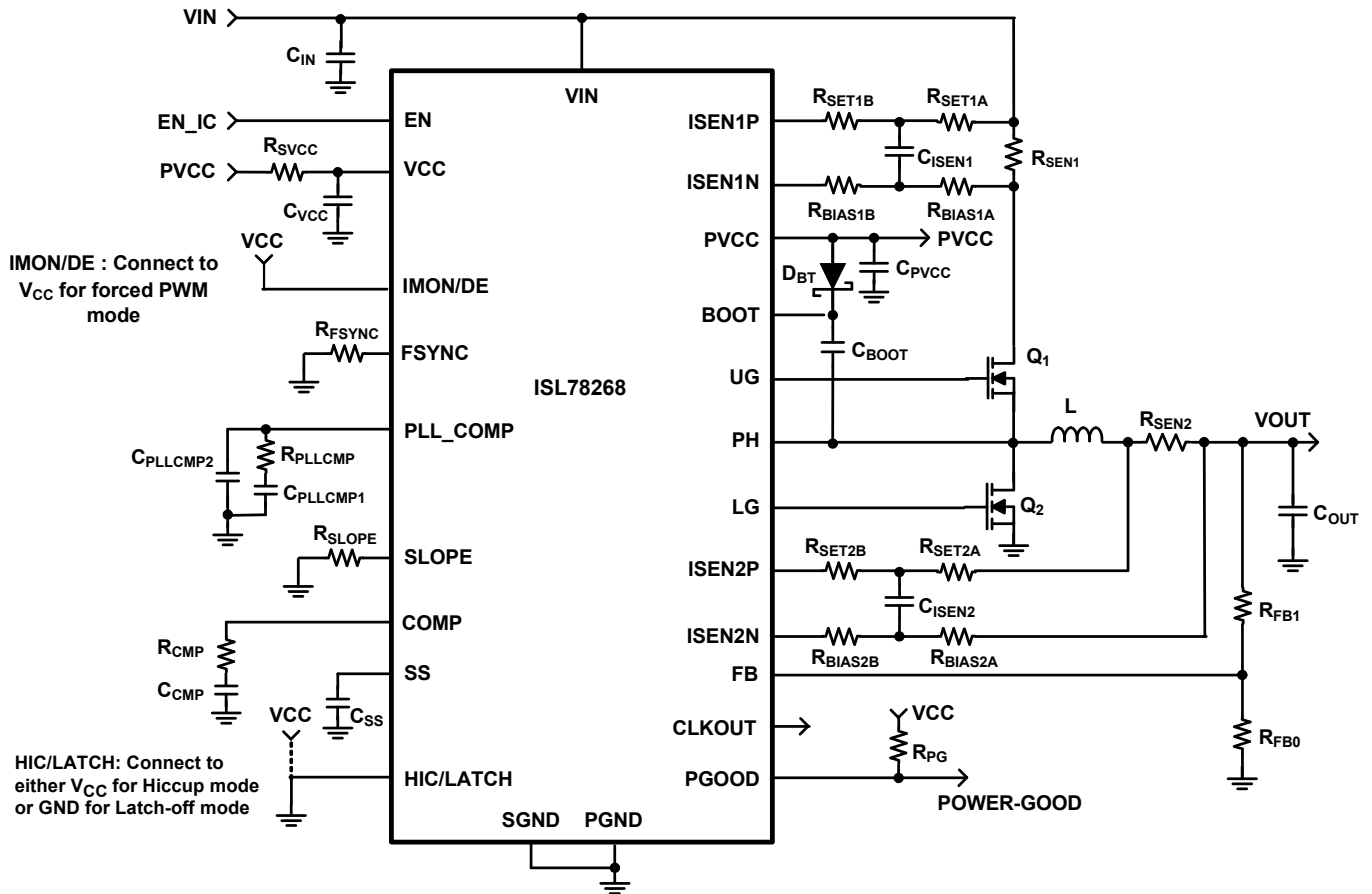 VIN
C_IN
EN_IC
R_SVCC
PVCC
C_VCC
VCC
IMON/DE : Connect to
V_CC for forced PWM
mode
R_FSYNC
C_PLLCMP2
R_PLLCMP
C_PLLCMP1
R_SLOPE
R_CMP
C_CMP
C_SS
VCC
HIC/LATCH: Connect to
either V_CC for Hiccup mode
or GND for Latch-off mode
VIN
EN
VCC
IMON/DE
FSYNC
PLL_COMP
SLOPE
COMP
SS
HIC/LATCH
ISL78268
SGND
PGND
ISEN1P
ISEN1N
PVCC
BOOT
UG
PH
LG
ISEN2P
ISEN2N
FB
CLKOUT
PGOOD
R_SET1B
R_SET1A
C_ISEN1
R_SEN1
R_BIAS1B
R_BIAS1A
PVCC
D_BT
C_PVCC
C_BOOT
Q_1
L
R_SEN2
VOUT
Q_2
C_OUT
R_SET2B
R_SET2A
C_ISEN2
R_BIAS2B
R_BIAS2A
R_FB1
R_FB0
VCC
R_PG
POWER-GOOD